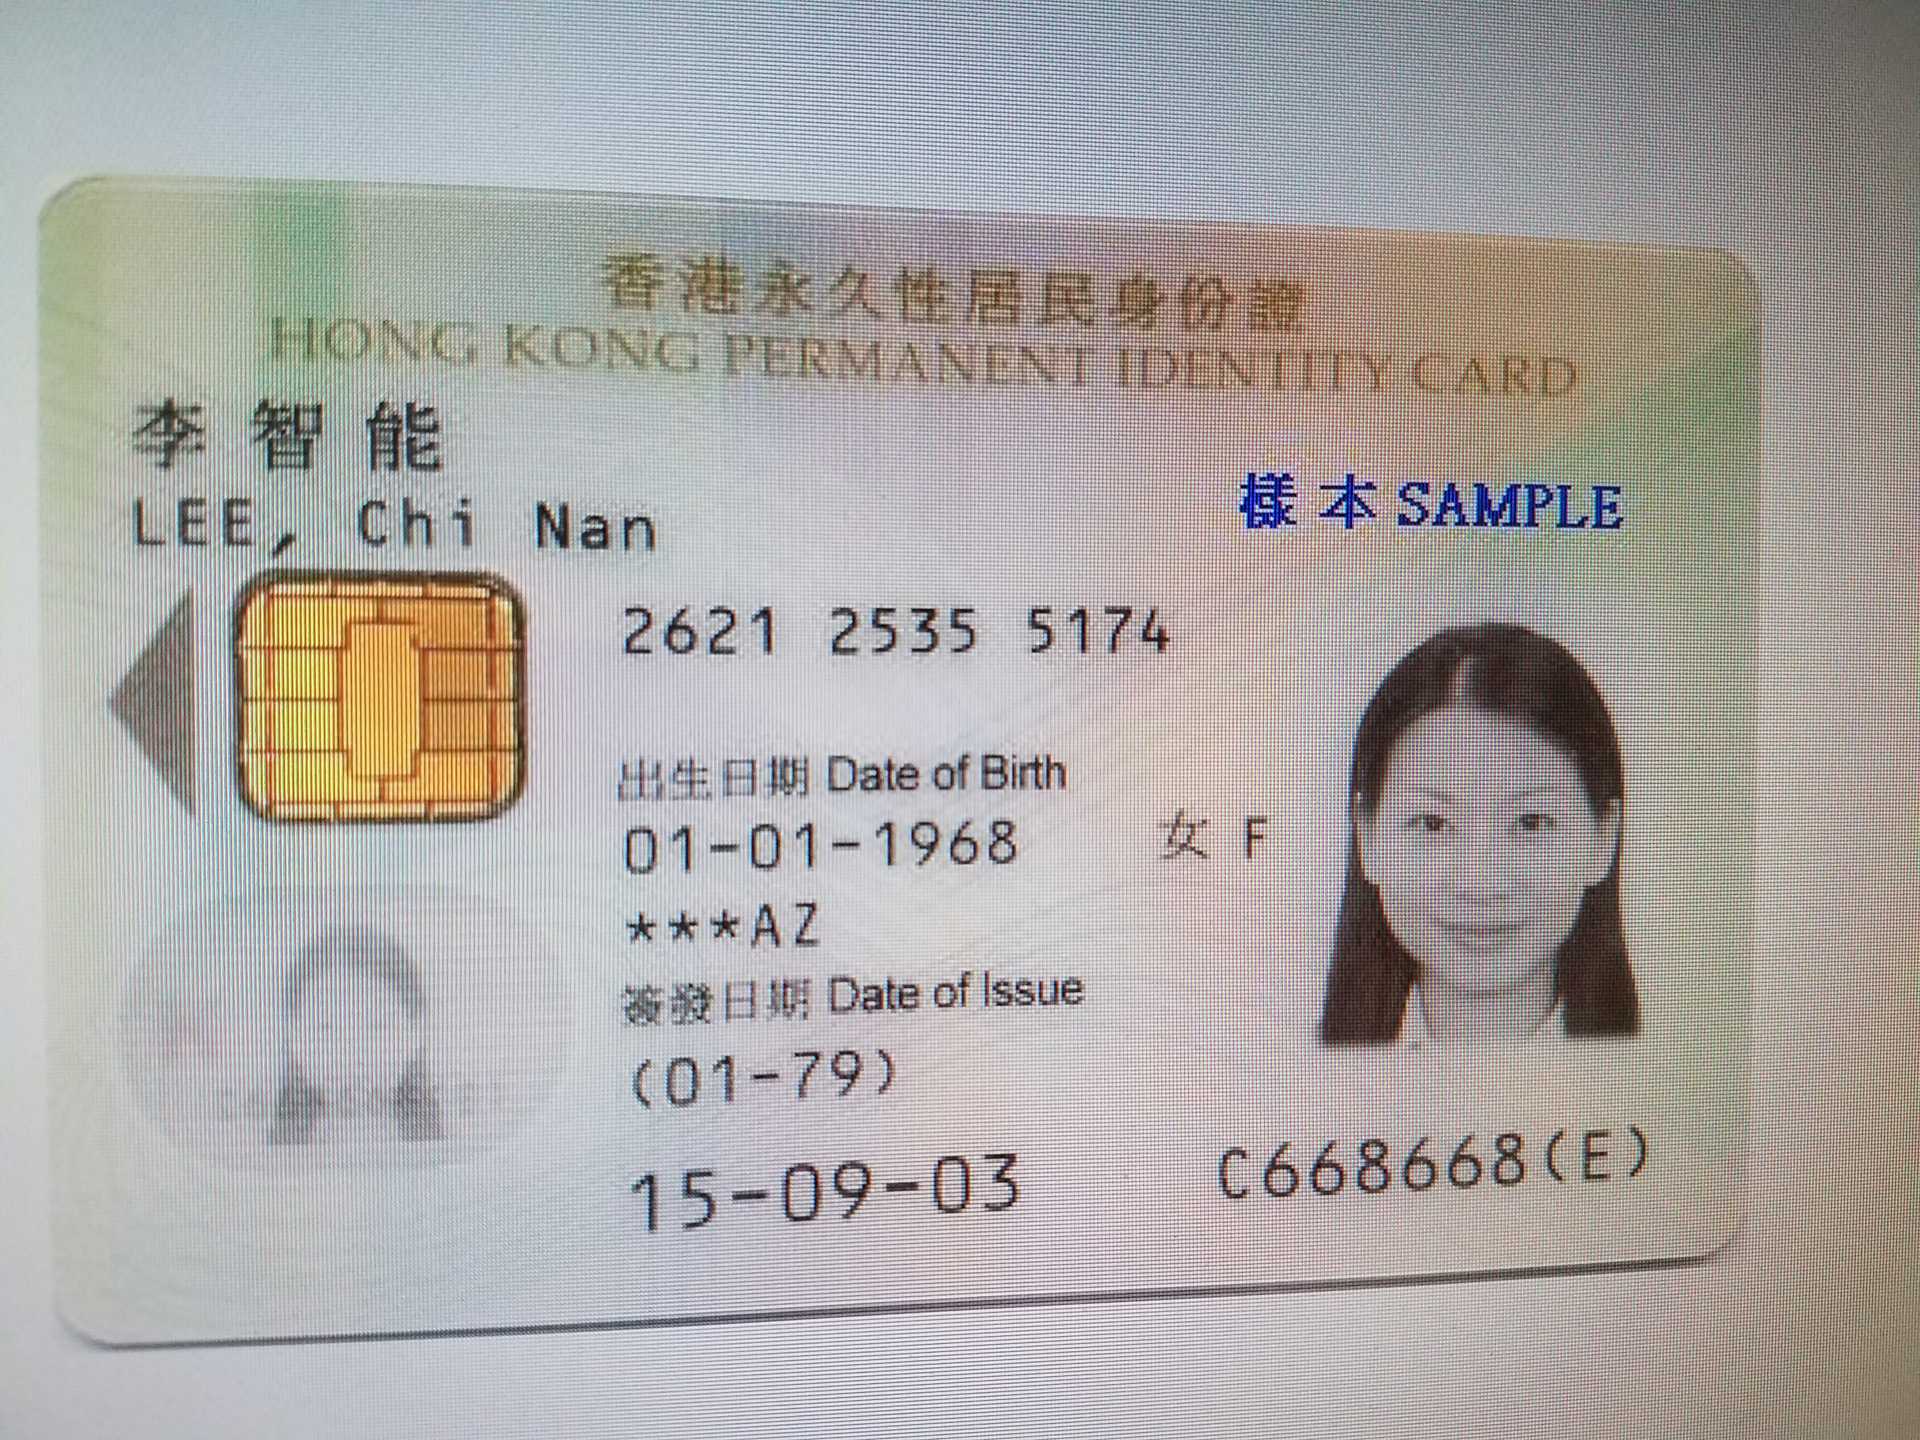 香港永久性居民身份證
HONG KONG PERMANENT IDENTITY CARD
李智能
LEE, Chi Nan
樣本 SAMPLE
2621 2535 5174
出生日期 Date of Birth
01-01-1968 女 F
***AZ
簽發日期 Date of Issue
(01-79)
15-09-03 C668668(E)